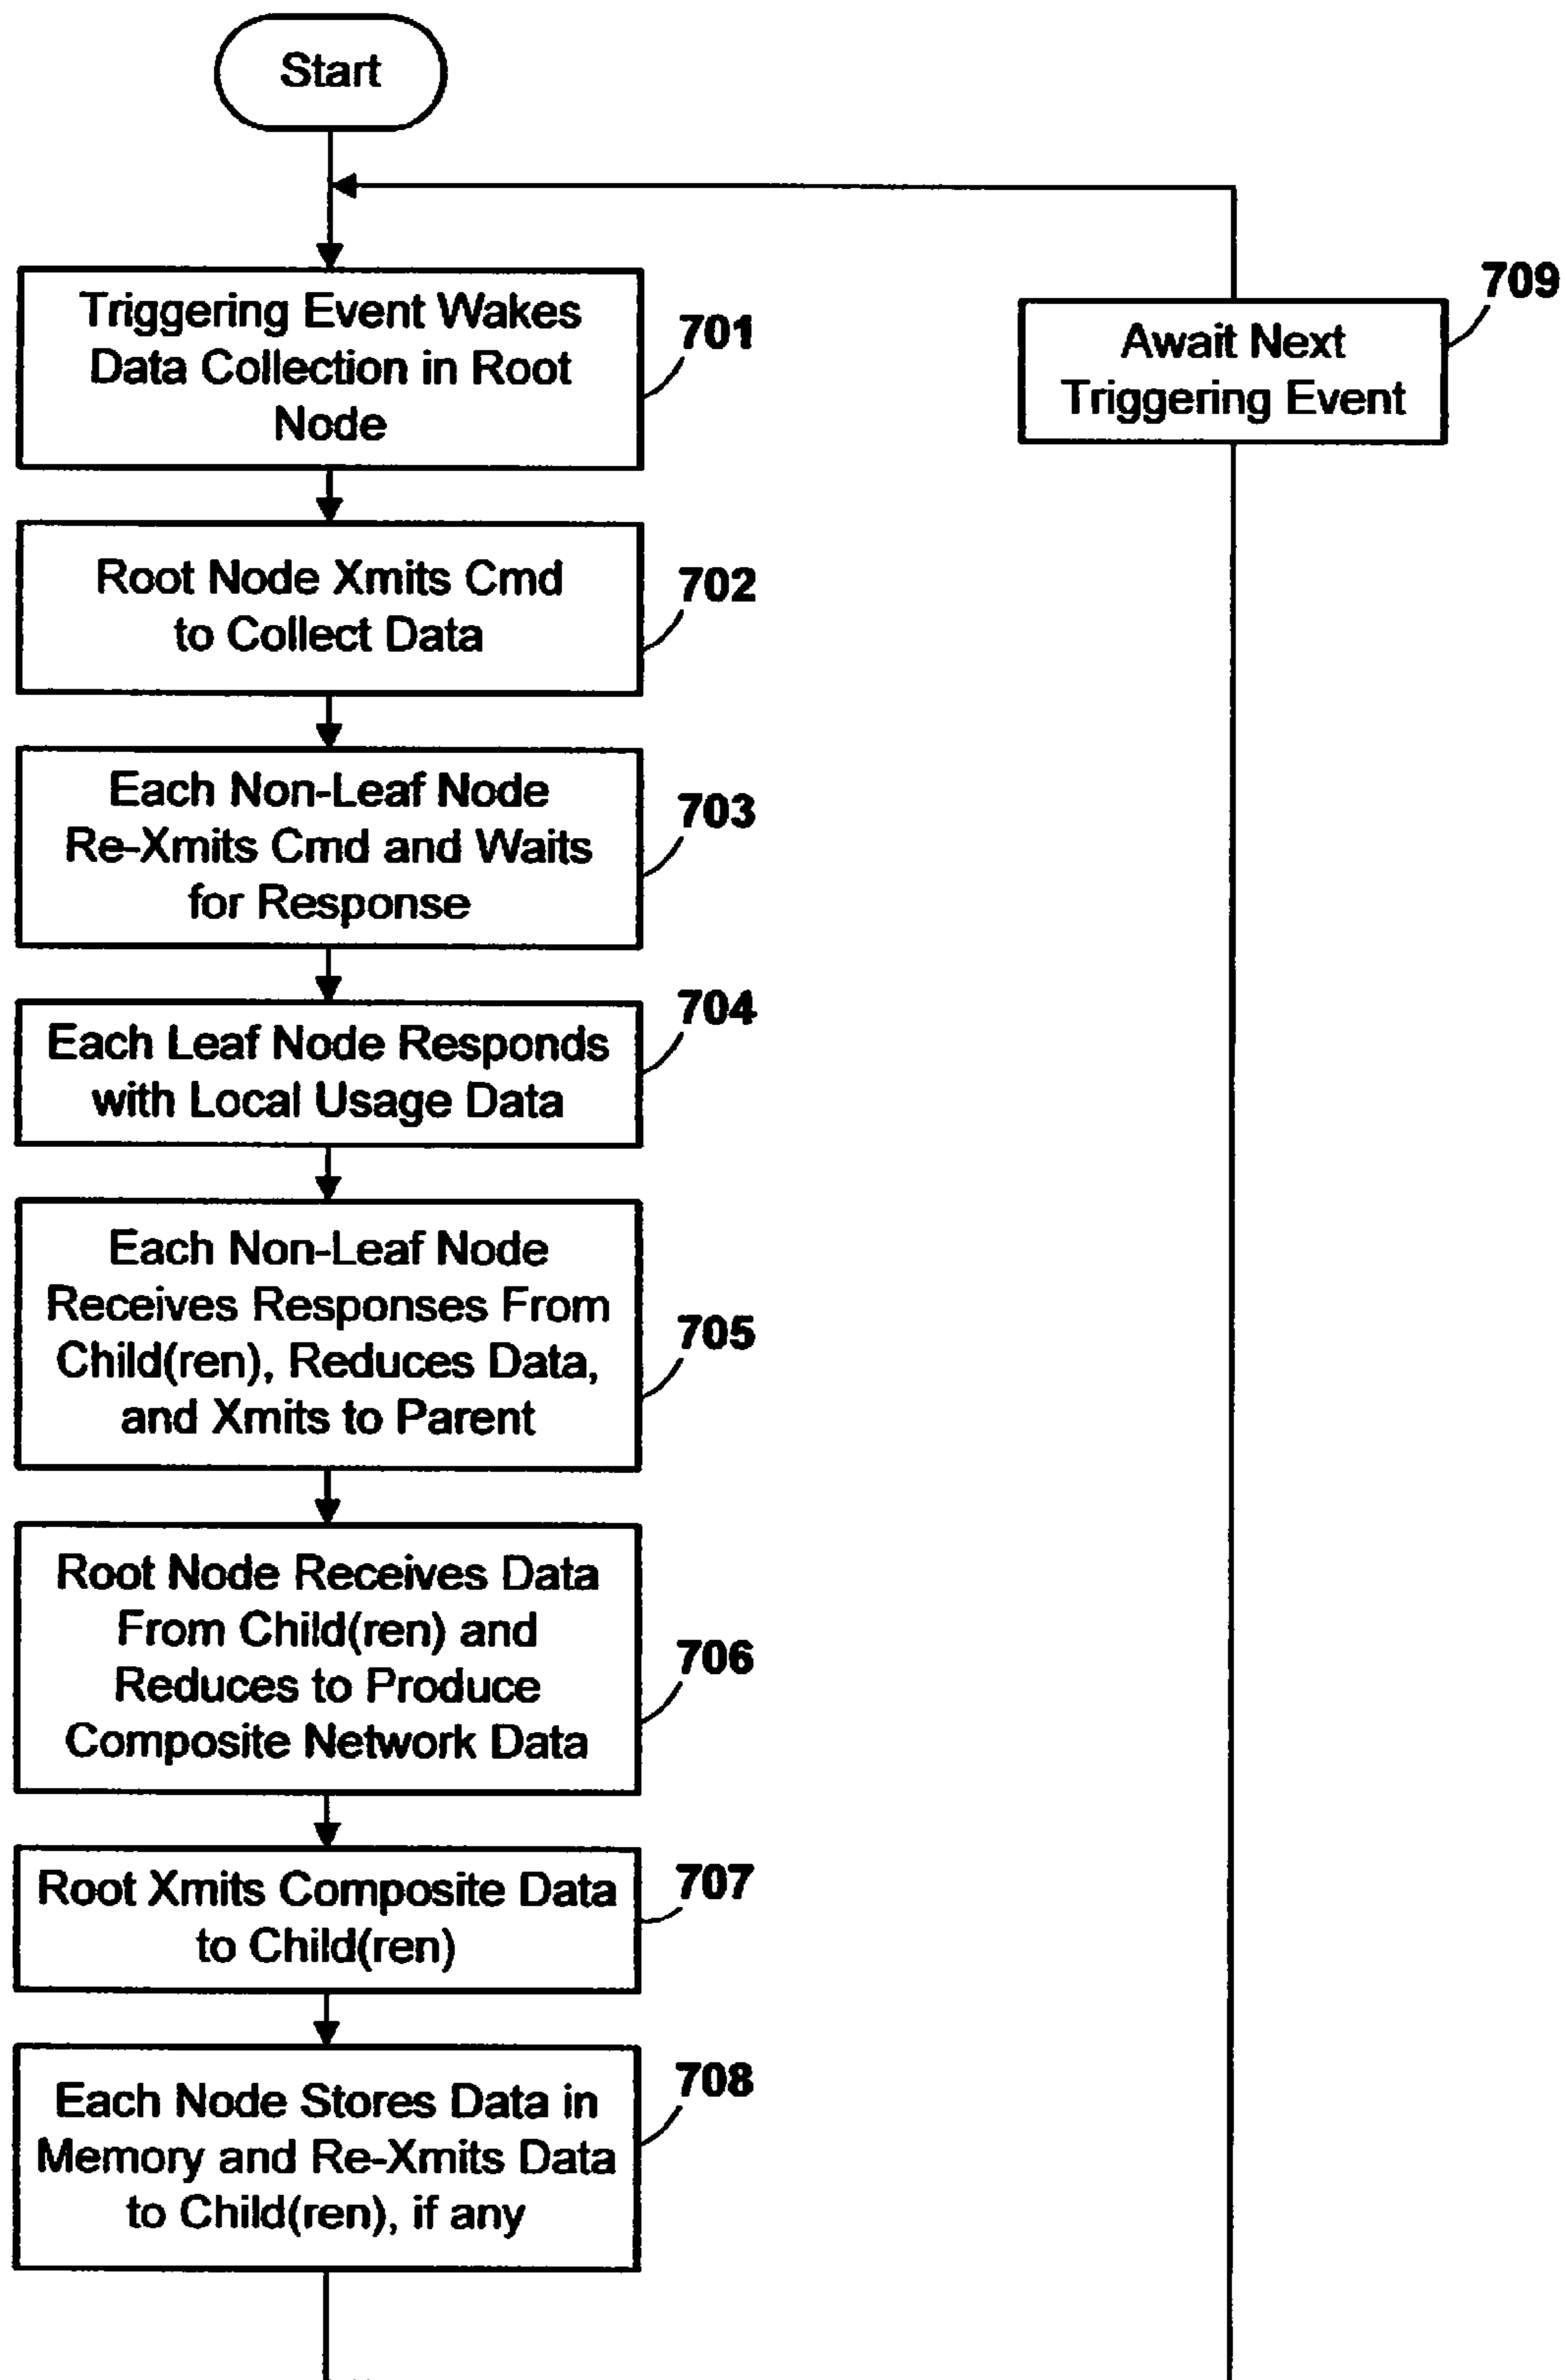 Start
Triggering Event Wakes
Data Collection in Root
Node
701
Root Node Xmits Cmd
to Collect Data
702
Each Non-Leaf Node
Re-Xmits Cmd and Waits
for Response
703
Each Leaf Node Responds
with Local Usage Data
704
Each Non-Leaf Node
Receives Responses From
Child(ren), Reduces Data,
and Xmits to Parent
705
Root Node Receives Data
From Child(ren) and
Reduces to Produce
Composite Network Data
706
Root Xmits Composite Data
to Child(ren)
707
Each Node Stores Data in
Memory and Re-Xmits Data
to Child(ren), if any
708
Await Next
Triggering Event
709